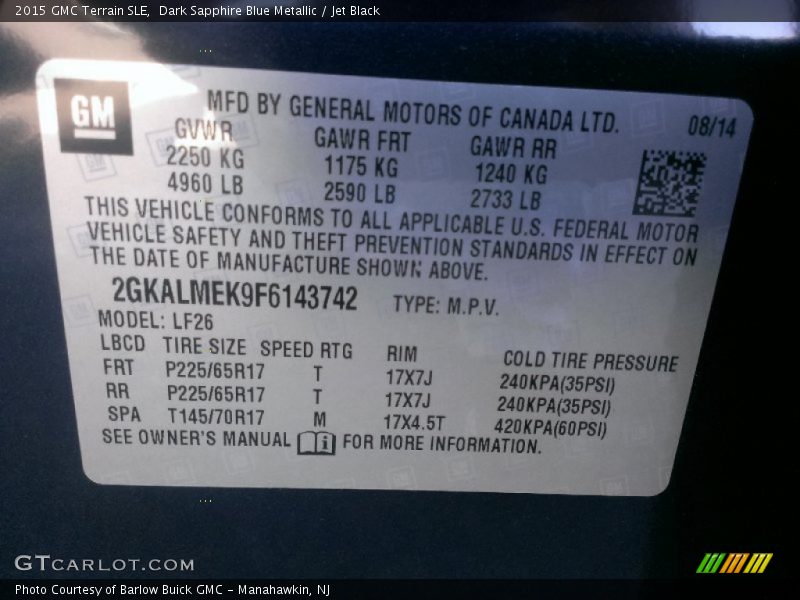 2015 GMC Terrain SLE,  Dark Sapphire Blue Metallic / Jet Black
GM
MFD BY GENERAL MOTORS OF CANADA LTD.
08/14
GVWR GAWR FRT GAWR RR
2250 KG 1175 KG 1240 KG
4960 LB 2590 LB 2733 LB
THIS VEHICLE CONFORMS TO ALL APPLICABLE U.S. FEDERAL MOTOR
VEHICLE SAFETY AND THEFT PREVENTION STANDARDS IN EFFECT ON
THE DATE OF MANUFACTURE SHOWN ABOVE.
2GKALMEK9F6143742 TYPE: M.P.V.
MODEL: LF26
LBCD TIRE SIZE SPEED RTG RIM COLD TIRE PRESSURE
FRT P225/65R17 T 17X7J 240KPA(35PSI)
RR P225/65R17 T 17X7J 240KPA(35PSI)
SPA T145/70R17 M 17X4.5T 420KPA(60PSI)
SEE OWNER'S MANUAL FOR MORE INFORMATION.
GTCARLOT.COM
Photo Courtesy of Barlow Buick GMC - Manahawkin, NJ